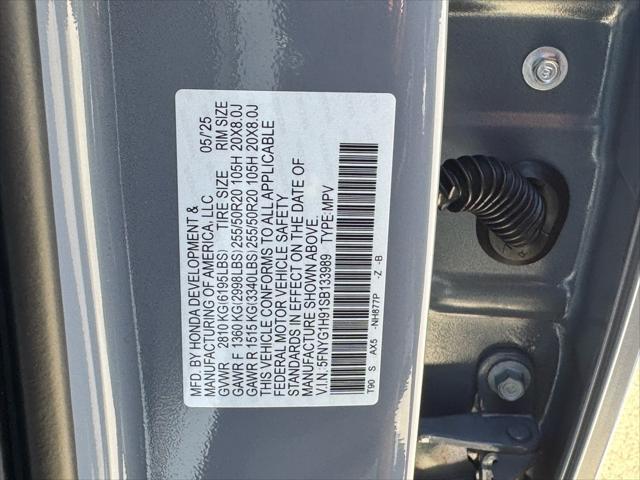 MFD. BY HONDA DEVELOPMENT &
MANUFACTURING OF AMERICA, LLC 05/25
GVWR 2810 KG(6195LBS) TIRE SIZE RIM SIZE
GAWR F 1360 KG(2998LBS) 255/50R20 105H 20X8.0J
GAWR R 1515 KG(3340LBS) 255/50R20 105H 20X8.0J
THIS VEHICLE CONFORMS TO ALL APPLICABLE
FEDERAL MOTOR VEHICLE SAFETY
STANDARDS IN EFFECT ON THE DATE OF
MANUFACTURE SHOWN ABOVE.
V.I.N. 5FNYG1H91SB133989 TYPE:MPV
T90 S AX5 -NH877P -Z -B